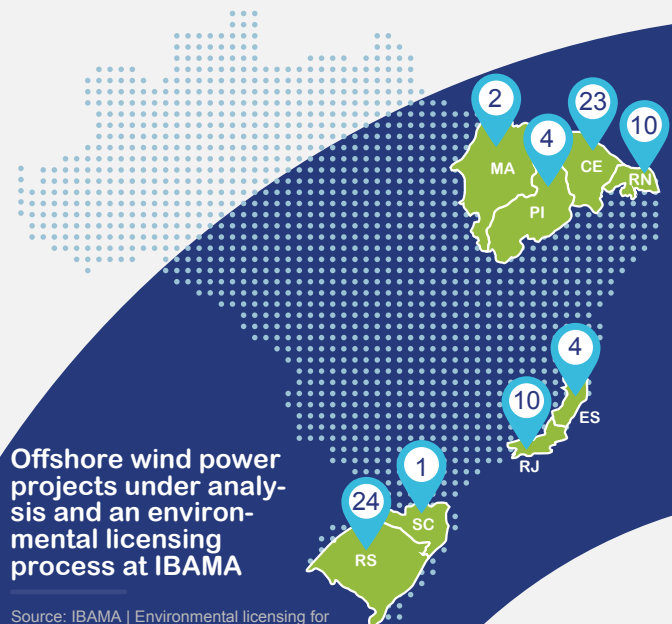 2
4
23
10
MA
CE
RN
PI
4
10
ES
RJ
1
24
SC
RS
Offshore wind power
projects under analy-
sis and an environ-
mental licensing
process at IBAMA
Source: IBAMA | Environmental licensing for